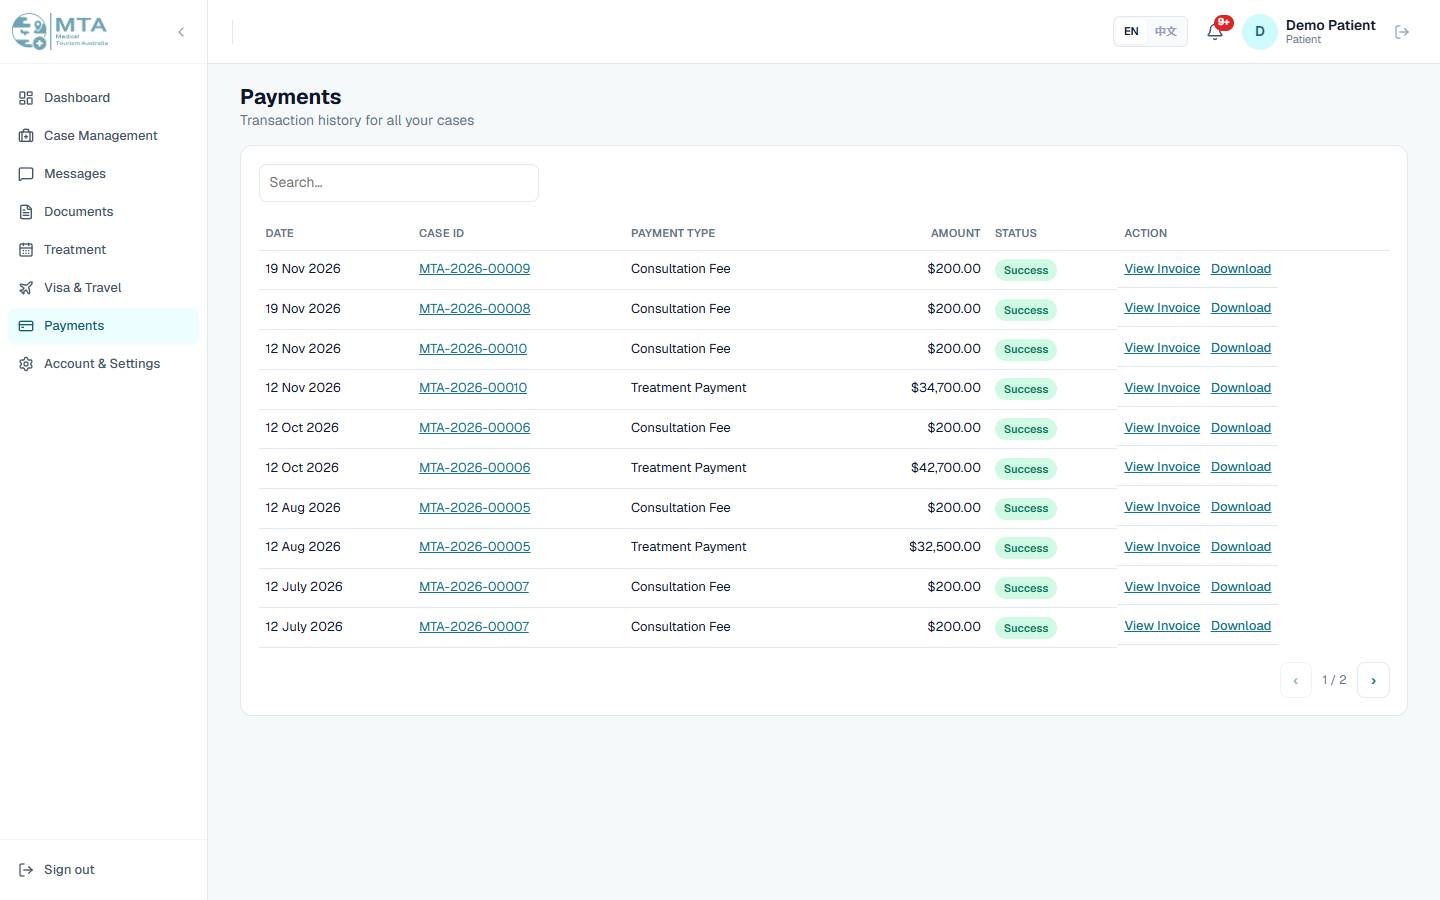 MTA
Medical
Tourism Australia
EN 中文
9+
D
Demo Patient
Patient
Dashboard
Case Management
Messages
Documents
Treatment
Visa & Travel
Payments
Account & Settings
Sign out
Payments
Transaction history for all your cases
Search...
DATE CASE ID PAYMENT TYPE AMOUNT STATUS ACTION
19 Nov 2026 MTA-2026-00009 Consultation Fee $200.00 Success View Invoice Download
19 Nov 2026 MTA-2026-00008 Consultation Fee $200.00 Success View Invoice Download
12 Nov 2026 MTA-2026-00010 Consultation Fee $200.00 Success View Invoice Download
12 Nov 2026 MTA-2026-00010 Treatment Payment $34,700.00 Success View Invoice Download
12 Oct 2026 MTA-2026-00006 Consultation Fee $200.00 Success View Invoice Download
12 Oct 2026 MTA-2026-00006 Treatment Payment $42,700.00 Success View Invoice Download
12 Aug 2026 MTA-2026-00005 Consultation Fee $200.00 Success View Invoice Download
12 Aug 2026 MTA-2026-00005 Treatment Payment $32,500.00 Success View Invoice Download
12 July 2026 MTA-2026-00007 Consultation Fee $200.00 Success View Invoice Download
12 July 2026 MTA-2026-00007 Consultation Fee $200.00 Success View Invoice Download
‹ 1 / 2 ›